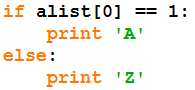 if alist[0] == 1:
    print 'A'
else:
    print 'Z'